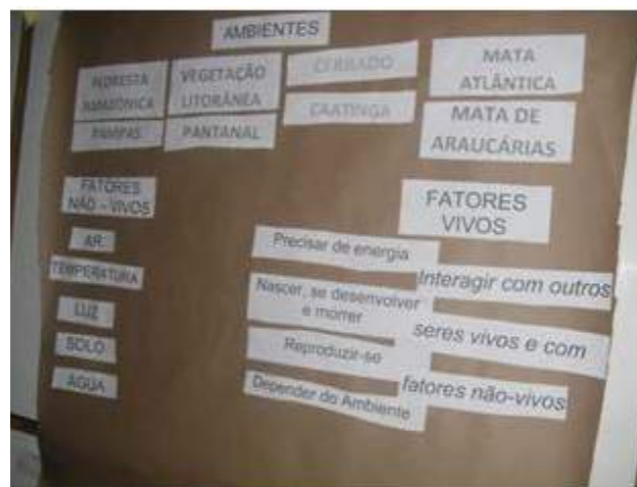 AMBIENTES
FLORESTA
AMAZÔNICA
VEGETAÇÃO
LITORÂNEA
CERRADO
MATA
ATLÂNTICA
PAMPAS
PANTANAL
CAATINGA
MATA DE
ARAUCÁRIAS
FATORES
NÃO - VIVOS
AR
TEMPERATURA
LUZ
SOLO
ÁGUA
FATORES
VIVOS
Precisar de energia
Nascer, se desenvolver
e morrer
Reproduzir-se
Depender do Ambiente
Interagir com outros
seres vivos e com
fatores não-vivos